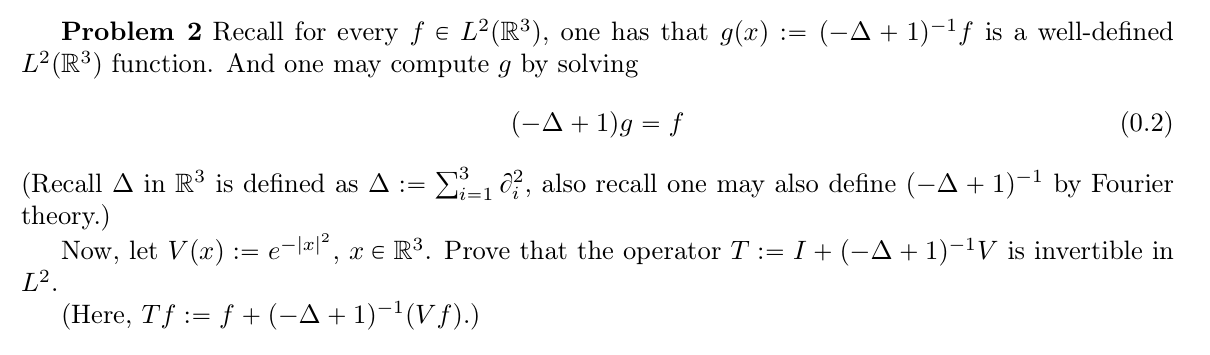 Problem 2 Recall for every f ∈ L²(ℝ³), one has that g(x) := (−Δ + 1)⁻¹f is a well-defined
L²(ℝ³) function. And one may compute g by solving
(−Δ + 1)g = f (0.2)
(Recall Δ in ℝ³ is defined as Δ := ∑³ᵢ₌₁ ∂ᵢ², also recall one may also define (−Δ + 1)⁻¹ by Fourier
theory.)
Now, let V(x) := e^{−|x|²}, x ∈ ℝ³. Prove that the operator T := I + (−Δ + 1)⁻¹V is invertible in
L².
(Here, Tf := f + (−Δ + 1)⁻¹(Vf).)